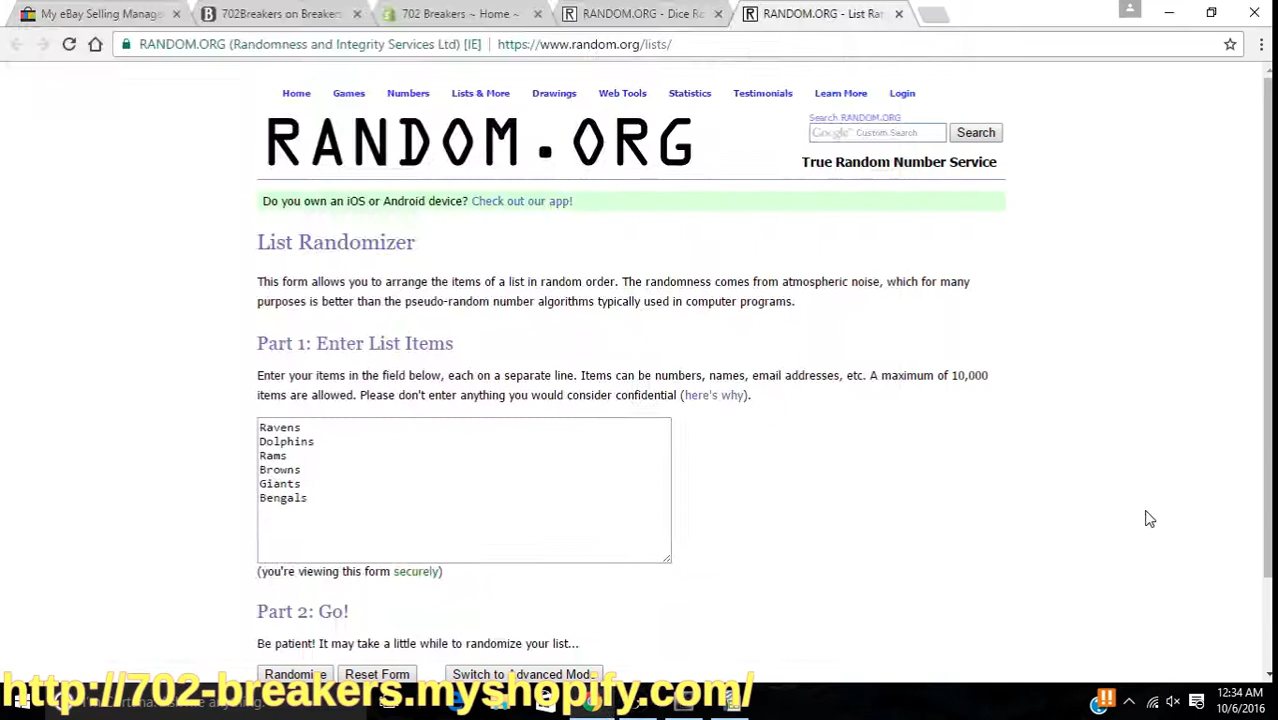 My eBay Selling Manag
702Breakers on Breakers
702 Breakers ~ Home ~
RANDOM.ORG - Dice Ro
RANDOM.ORG - List Ran
RANDOM.ORG (Randomness and Integrity Services Ltd) [IE]
https://www.random.org/lists/
Home Games Numbers Lists & More Drawings Web Tools Statistics Testimonials Learn More Login
RANDOM.ORG
Search RANDOM.ORG
Google™ Custom Search
Search
True Random Number Service
Do you own an iOS or Android device? Check out our app!
List Randomizer
This form allows you to arrange the items of a list in random order. The randomness comes from atmospheric noise, which for many
purposes is better than the pseudo-random number algorithms typically used in computer programs.
Part 1: Enter List Items
Enter your items in the field below, each on a separate line. Items can be numbers, names, email addresses, etc. A maximum of 10,000
items are allowed. Please don't enter anything you would consider confidential (here's why).
Ravens
Dolphins
Rams
Browns
Giants
Bengals
(you're viewing this form securely)
Part 2: Go!
Be patient! It may take a little while to randomize your list...
Randomize Reset Form Switch to Advanced Mode
http://702-breakers.myshopify.com/
12:34 AM
10/6/2016